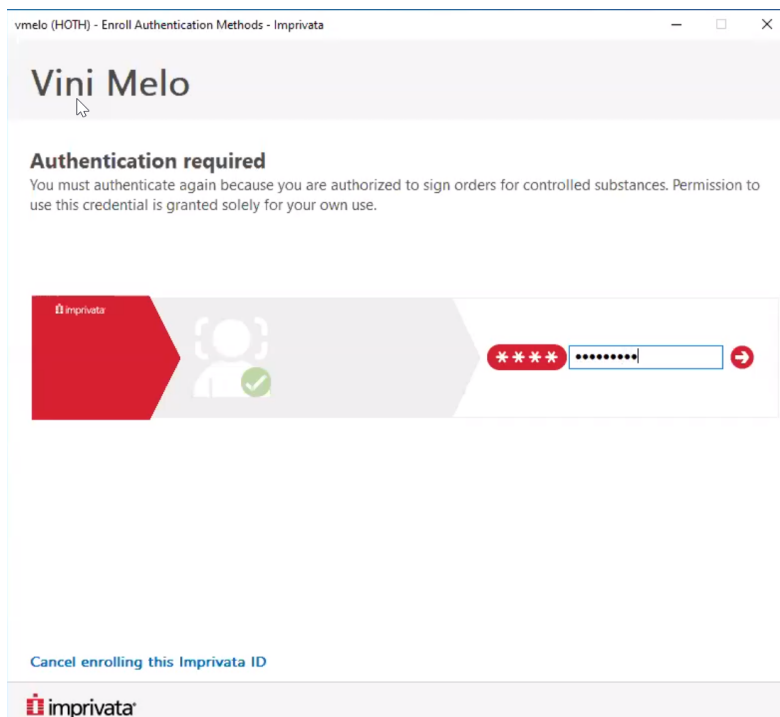 vmelo (HOTH) - Enroll Authentication Methods - Imprivata
Vini Melo
Authentication required
You must authenticate again because you are authorized to sign orders for controlled substances. Permission to
use this credential is granted solely for your own use.
imprivata
****
•••••••••
Cancel enrolling this Imprivata ID
imprivata